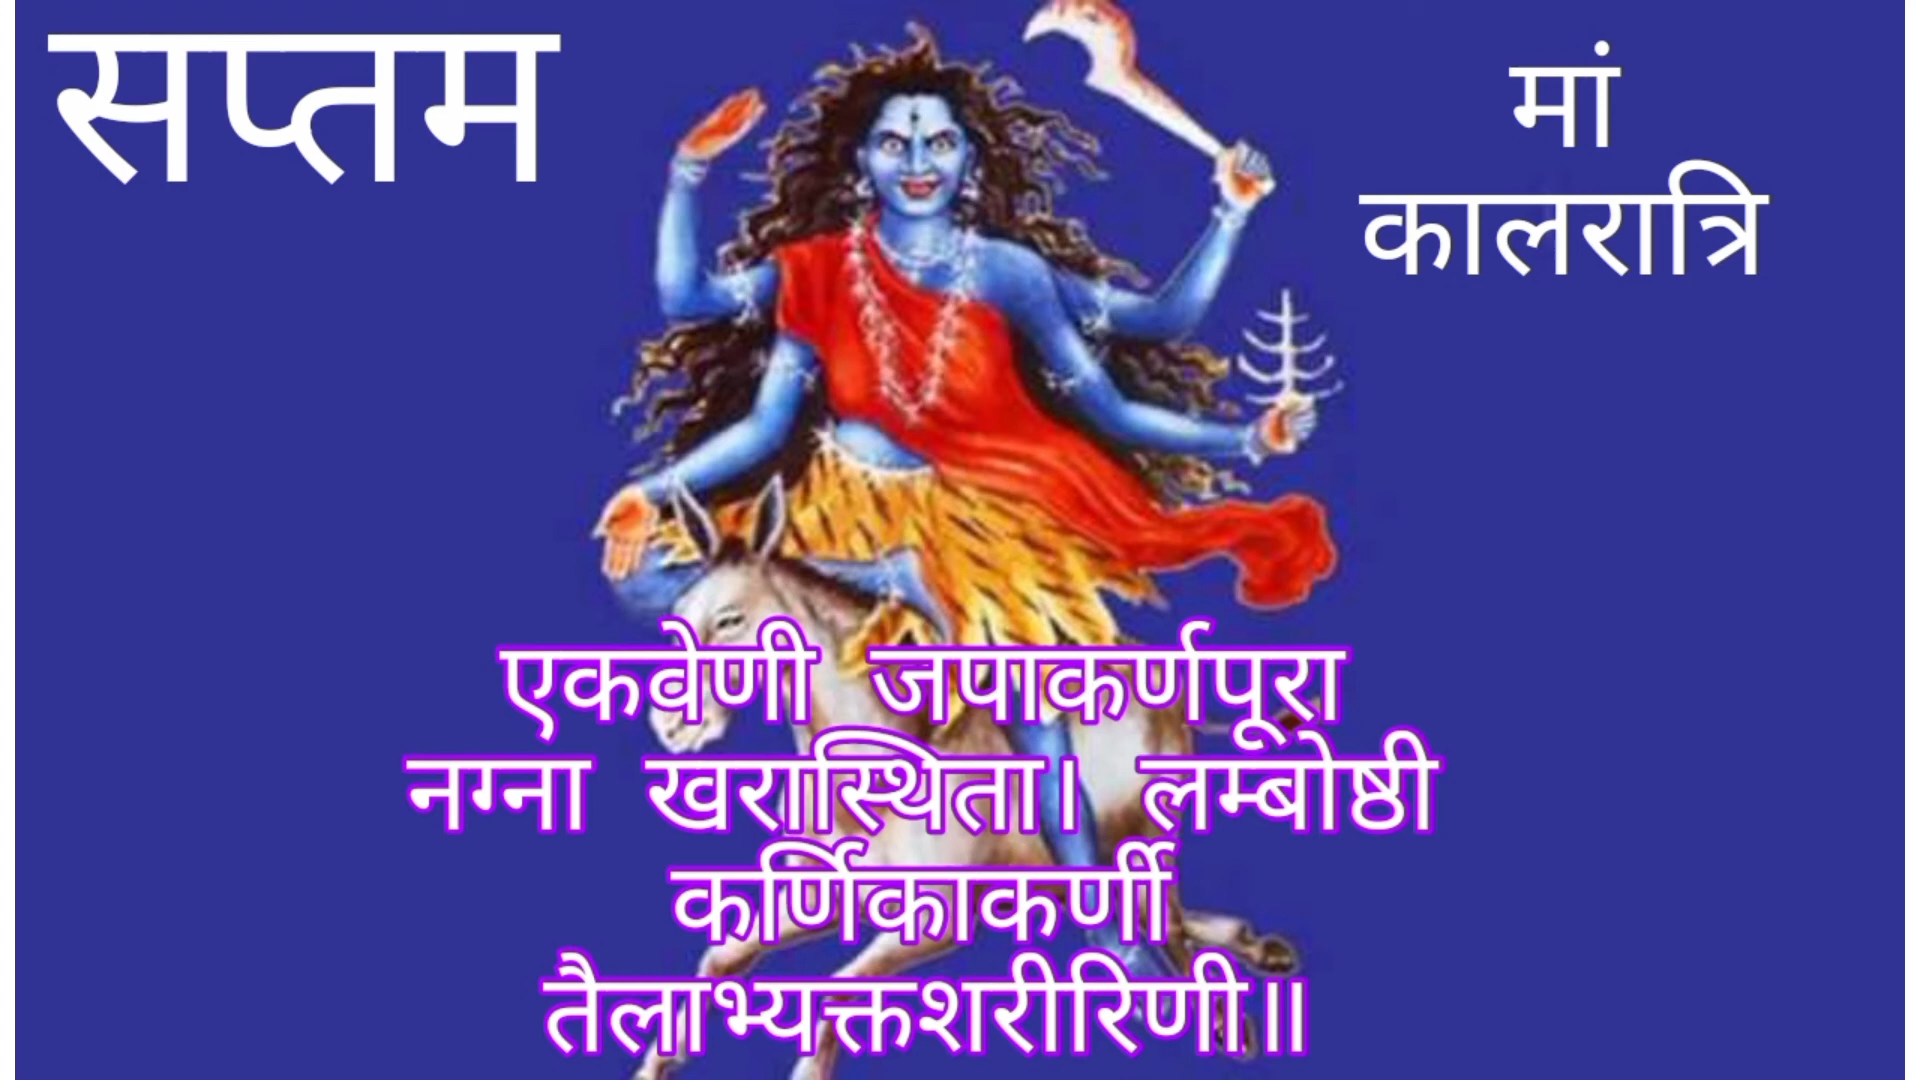 सप्तम
मां
कालरात्रि
एकवेणी जपाकर्णपूरा
नग्ना खरास्थिता। लम्बोष्ठी
कर्णिकाकर्णी
तैलाभ्यक्तशरीरिणी॥